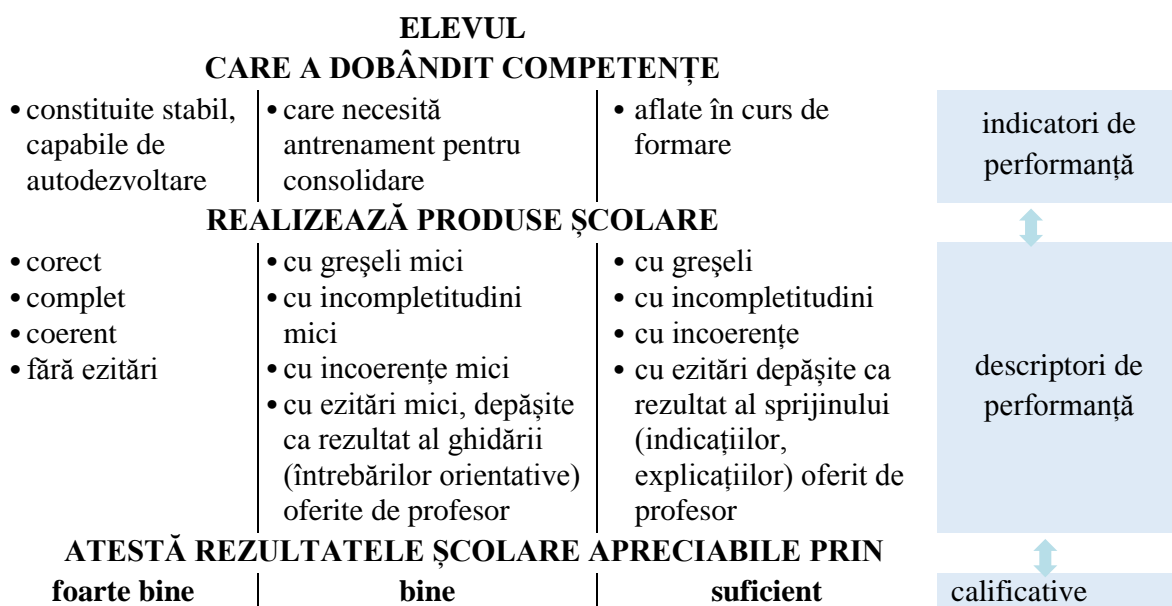 ELEVUL
CARE A DOBÂNDIT COMPETENȚE
• constituite stabil,
capabile de
autodezvoltare
• care necesită
antrenament pentru
consolidare
• aflate în curs de
formare
indicatori de
performanță
REALIZEAZĂ PRODUSE ȘCOLARE
• corect
• complet
• coerent
• fără ezitări
• cu greşeli mici
• cu incompletitudini
mici
• cu incoerențe mici
• cu ezitări mici, depășite
ca rezultat al ghidării
(întrebărilor orientative)
oferite de profesor
• cu greşeli
• cu incompletitudini
• cu incoerențe
• cu ezitări depășite ca
rezultat al sprijinului
(indicațiilor,
explicațiilor) oferit de
profesor
descriptori de
performanță
ATESTĂ REZULTATELE ȘCOLARE APRECIABILE PRIN
foarte bine
bine
suficient
calificative